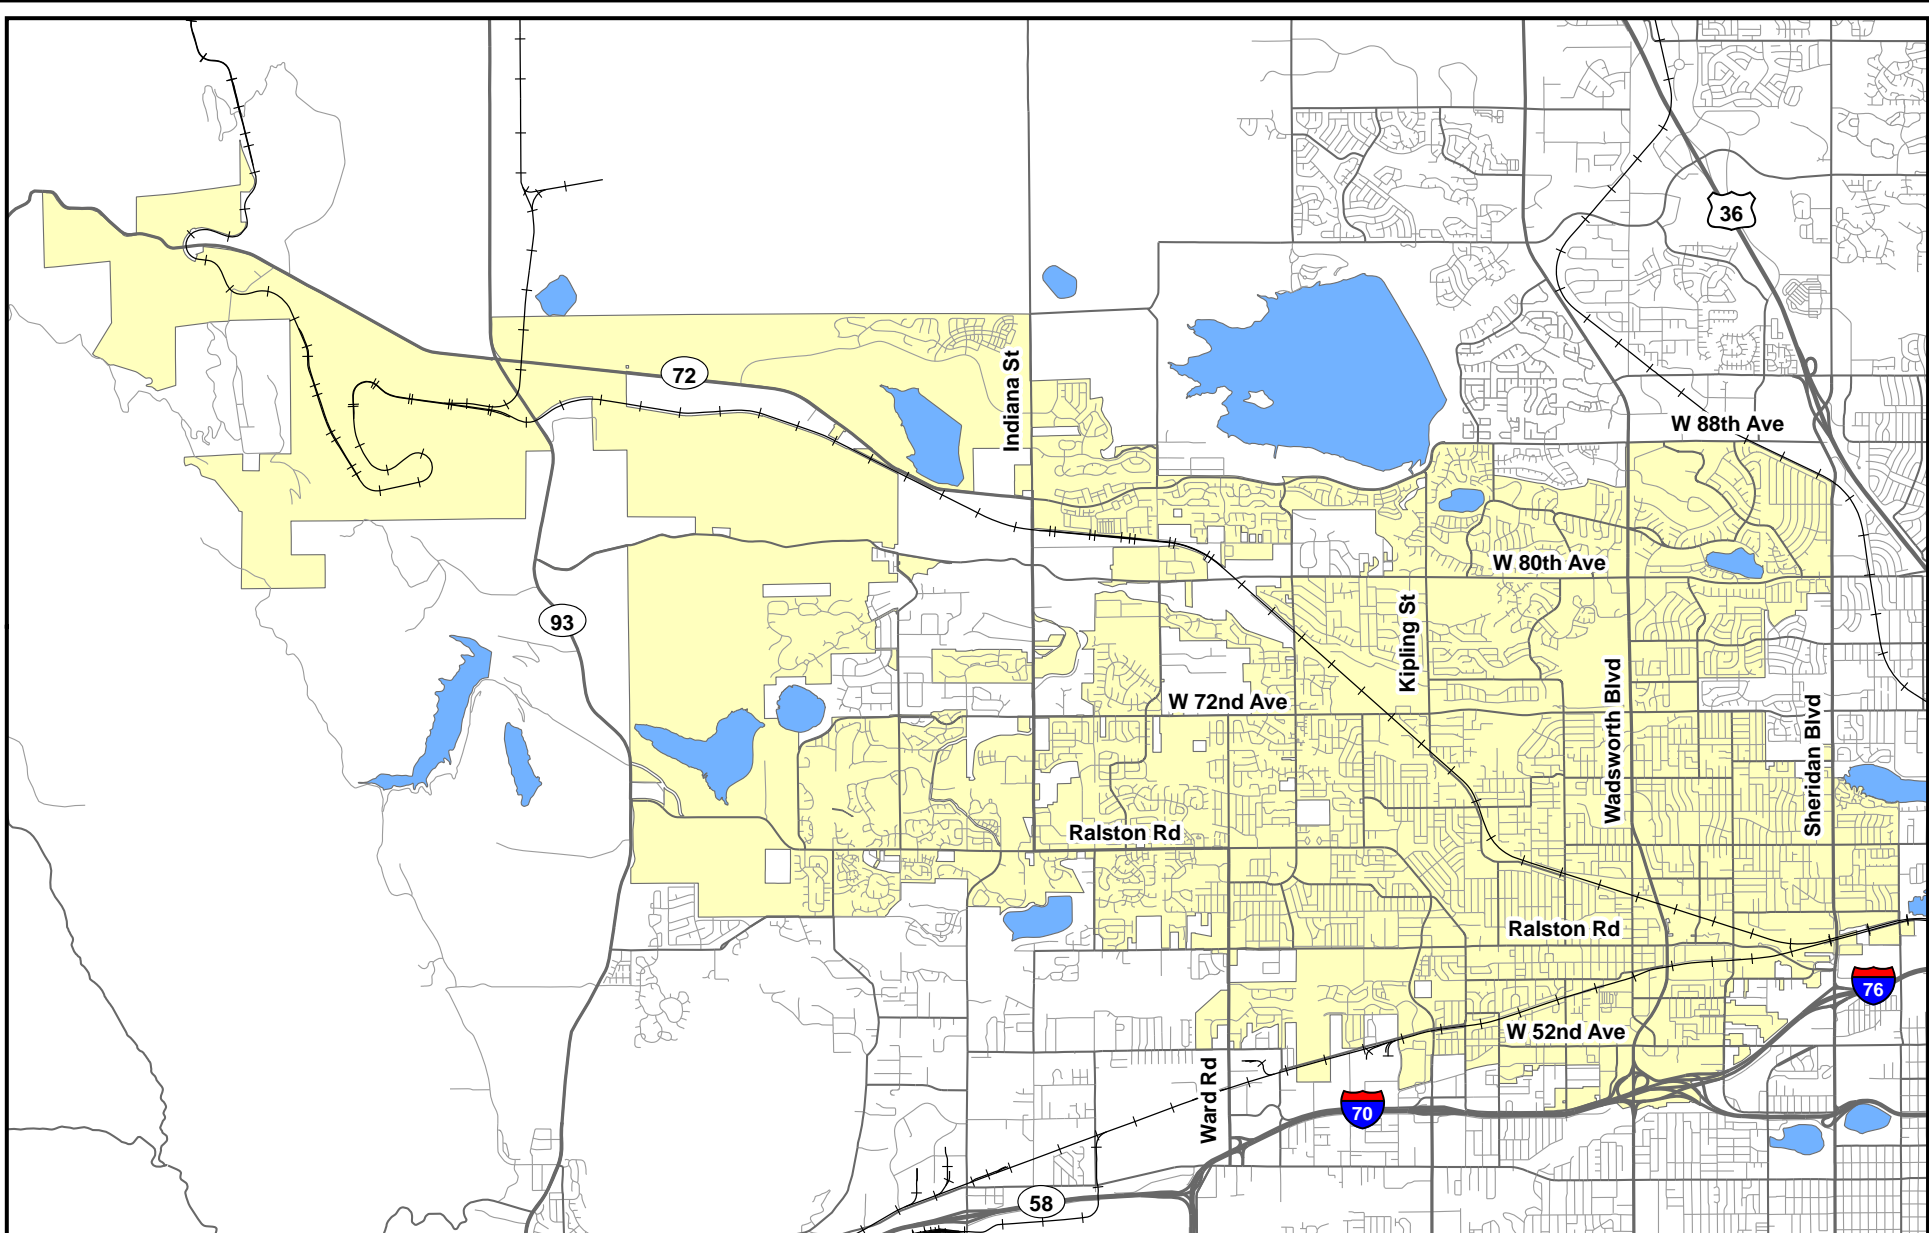 36
72
Indiana St
W 88th Ave
W 80th Ave
93
Kipling St
W 72nd Ave
Wadsworth Blvd
Sheridan Blvd
Ralston Rd
Ralston Rd
76
W 52nd Ave
Ward Rd
70
58